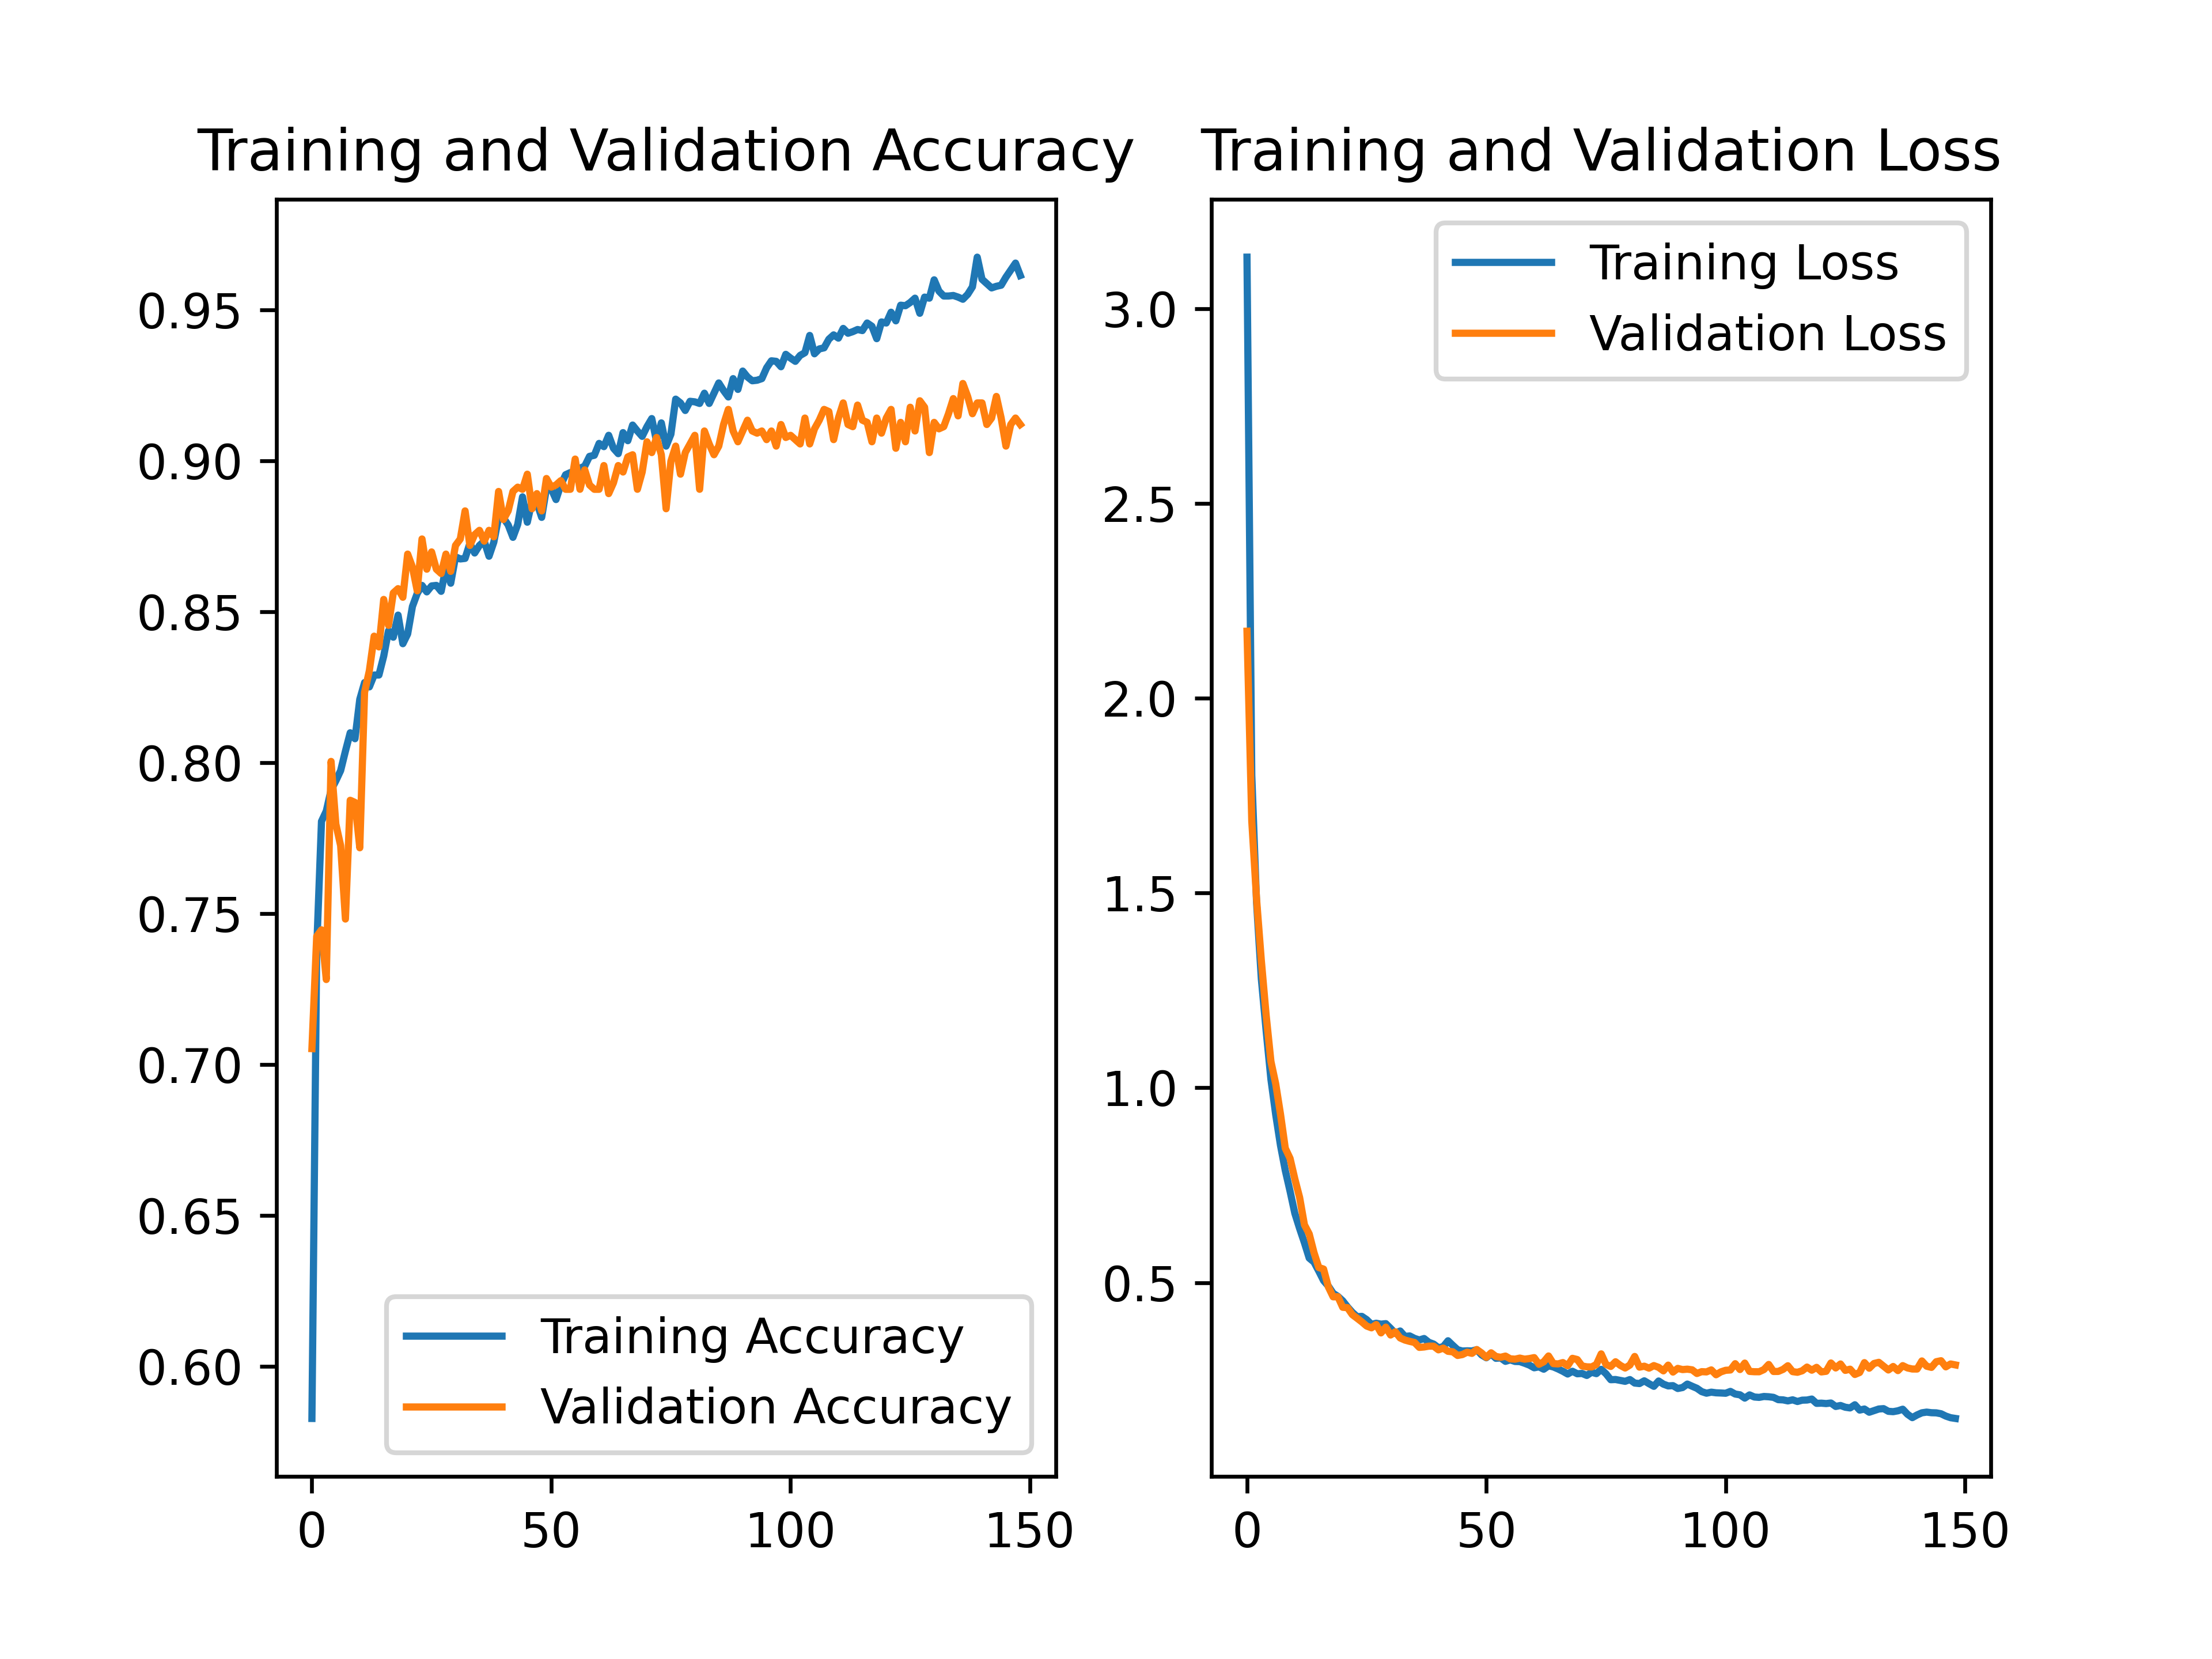 Training and Validation Accuracy
0.95
0.90
0.85
0.80
0.75
0.70
0.65
0.60
Training Accuracy
Validation Accuracy
0 50 100 150
Training and Validation Loss
3.0
2.5
2.0
1.5
1.0
0.5
Training Loss
Validation Loss
0 50 100 150